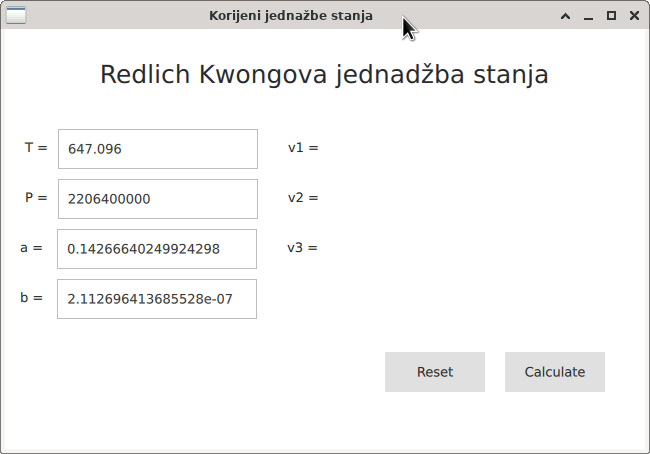 Korijeni jednažbe stanja
Redlich Kwongova jednadžba stanja
T = 647.096 v1 =
P = 2206400000 v2 =
a = 0.14266640249924298 v3 =
b = 2.112696413685528e-07
Reset Calculate